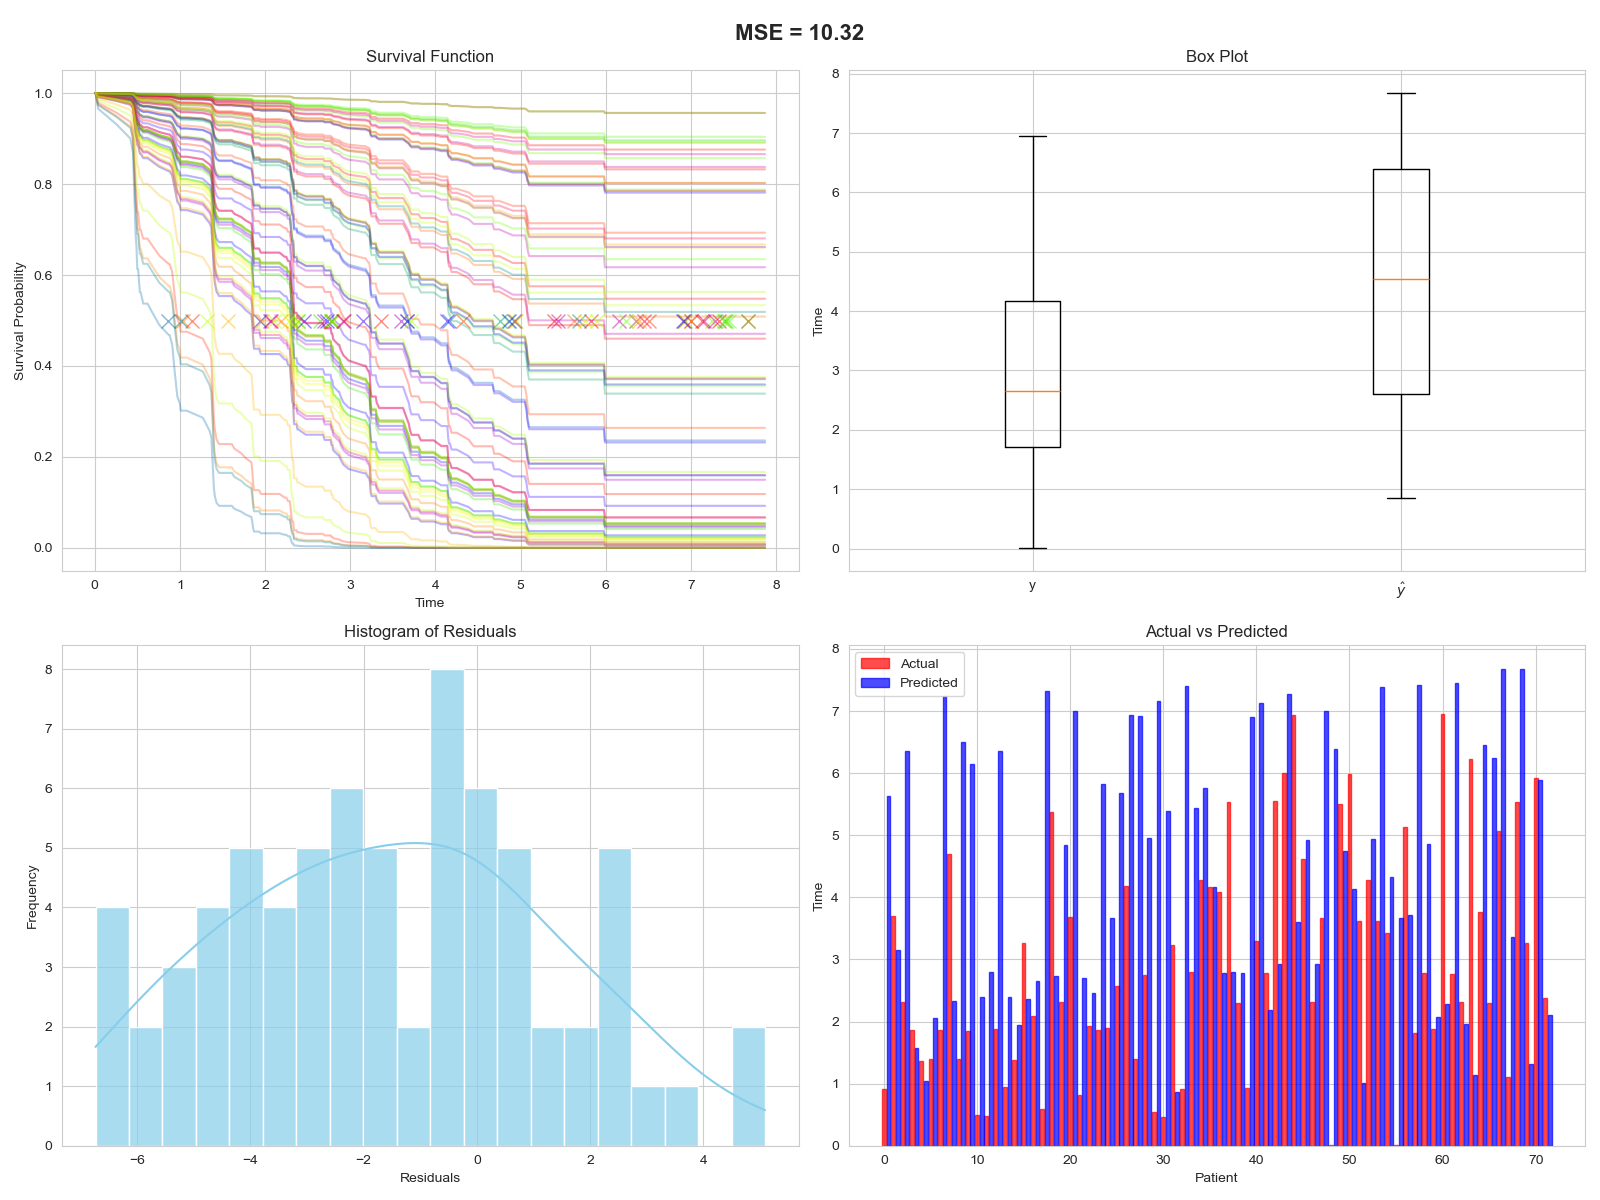 MSE = 10.32
Survival Function
Survival Probability
1.0
0.8
0.6
0.4
0.2
0.0
0 1 2 3 4 5 6 7 8
Time
Box Plot
Time
8
7
6
5
4
3
2
1
0
y ŷ
Histogram of Residuals
Frequency
8
7
6
5
4
3
2
1
0
−6 −4 −2 0 2 4
Residuals
Actual vs Predicted
Actual
Predicted
Time
8
7
6
5
4
3
2
1
0
0 10 20 30 40 50 60 70
Patient